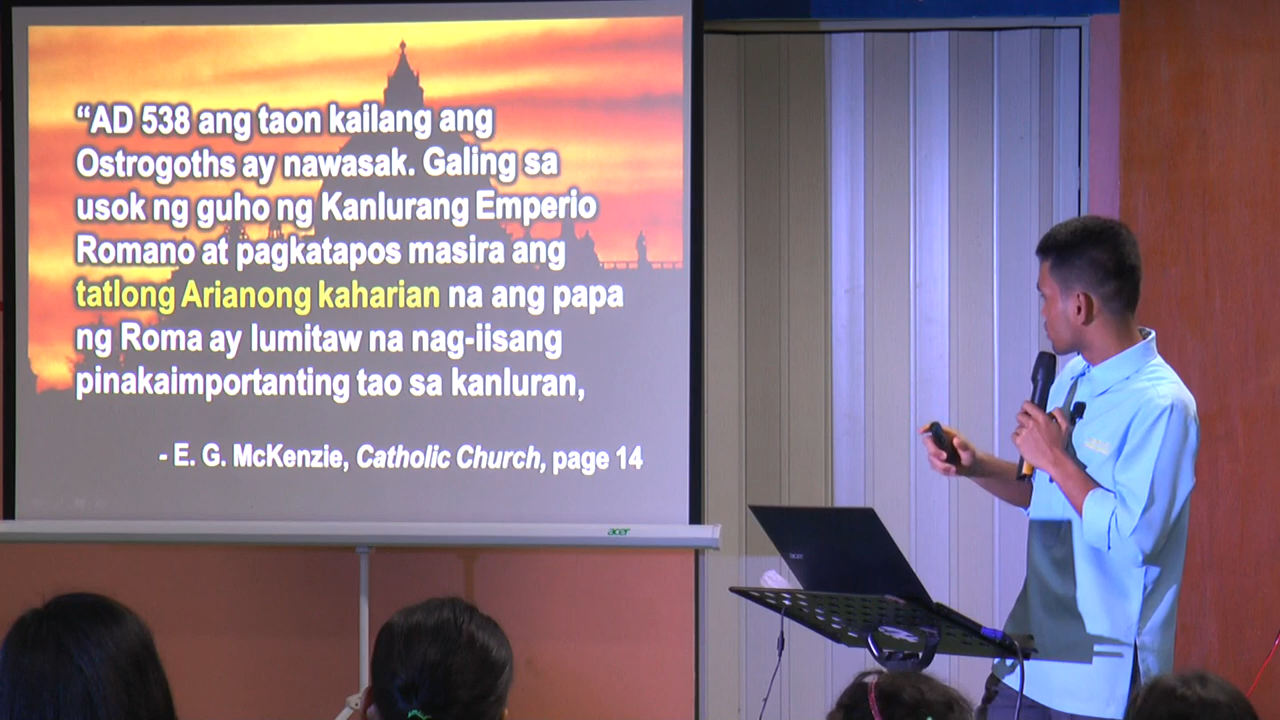 “AD 538 ang taon kailang ang
Ostrogoths ay nawasak. Galing sa
usok ng guho ng Kanlurang Emperio
Romano at pagkatapos masira ang
tatlong Arianong kaharian na ang papa
ng Roma ay lumitaw na nag-iisang
pinakaimportanting tao sa kanluran,
- E. G. McKenzie, Catholic Church, page 14
acer